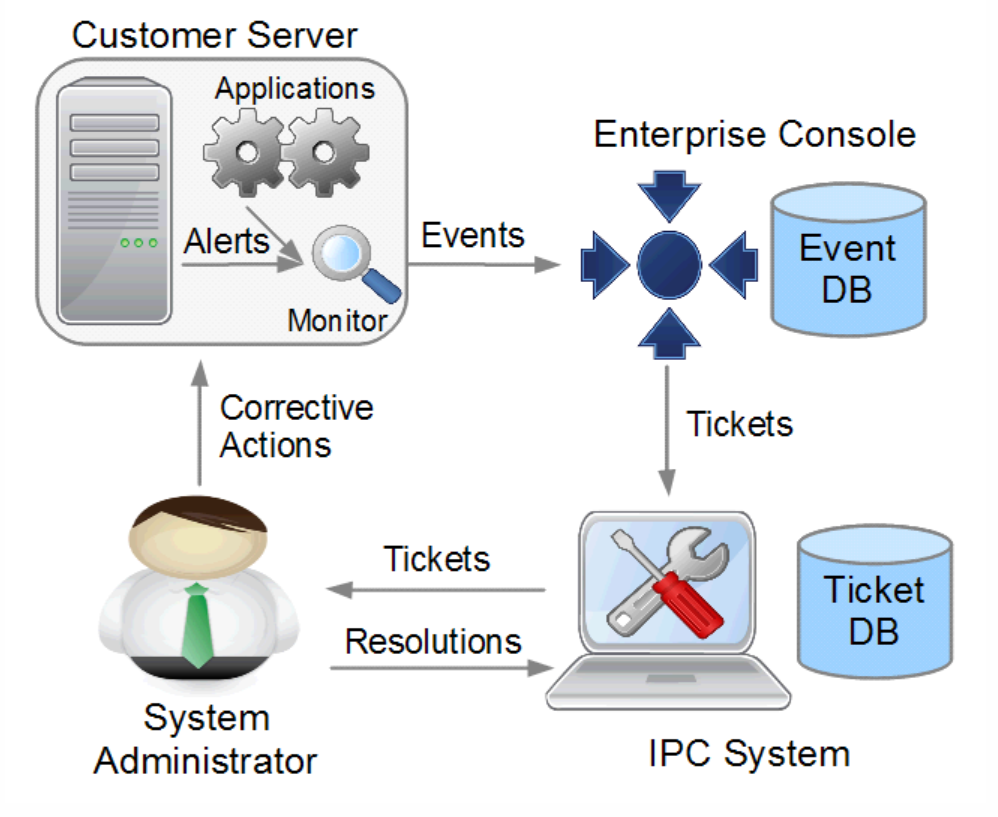 Customer Server
Applications
Alerts
Monitor
Events
Enterprise Console
Event
DB
Tickets
Corrective
Actions
Tickets
Resolutions
Ticket
DB
System
Administrator
IPC System